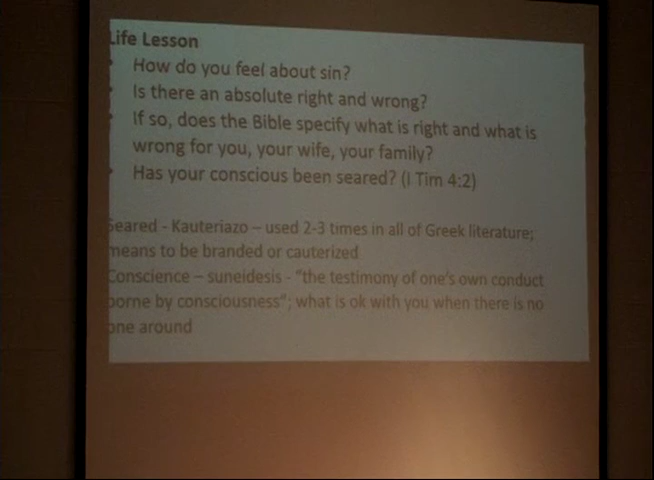 Life Lesson
• How do you feel about sin?
• Is there an absolute right and wrong?
• If so, does the Bible specify what is right and what is
wrong for you, your wife, your family?
• Has your conscious been seared? (I Tim 4:2)
Seared - Kauteriazo – used 2-3 times in all of Greek literature;
means to be branded or cauterized
Conscience – suneidesis - "the testimony of one's own conduct
borne by consciousness"; what is ok with you when there is no
one around